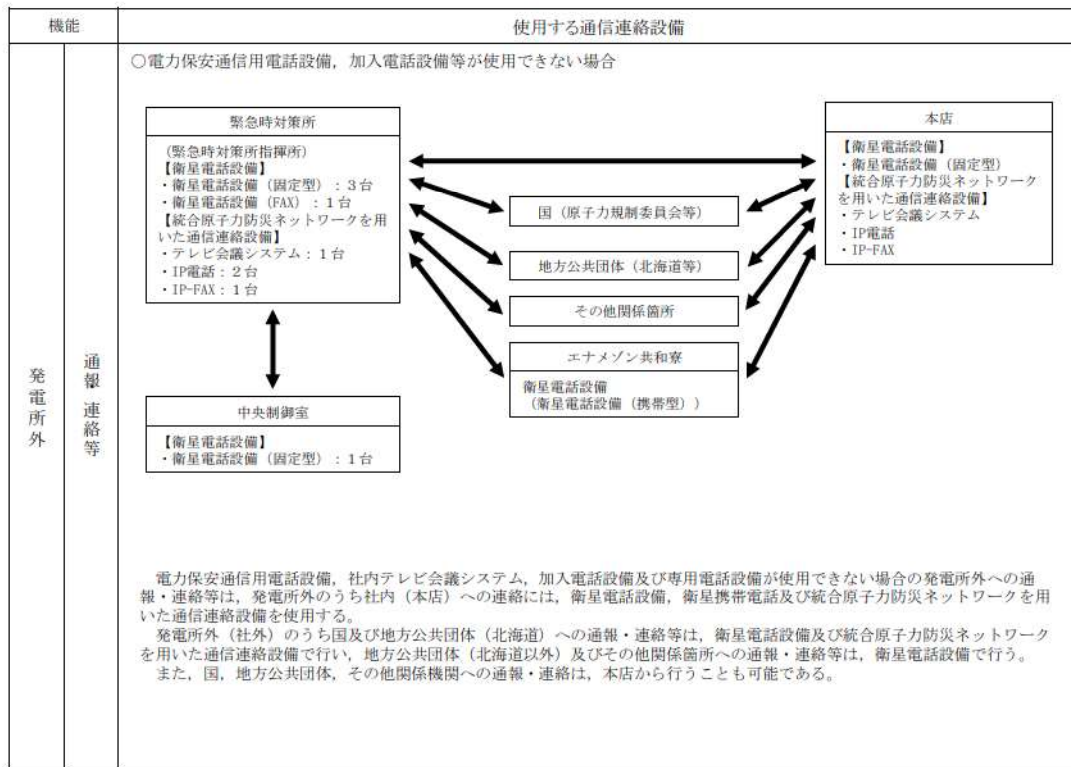 機能
使用する通信連絡設備
発電所外
通報・連絡等
○電力保安通信用電話設備，加入電話設備等が使用できない場合
緊急時対策所
(緊急時対策所指揮所)
【衛星電話設備】
・衛星電話設備（固定型）：３台
・衛星電話設備（FAX）：１台
【統合原子力防災ネットワークを用
いた通信連絡設備】
・テレビ会議システム：１台
・IP電話：２台
・IP-FAX：１台
中央制御室
【衛星電話設備】
・衛星電話設備（固定型）：１台
国（原子力規制委員会等）
地方公共団体（北海道等）
その他関係箇所
エナメゾン共和寮
衛星電話設備
（衛星電話設備（携帯型））
本店
【衛星電話設備】
・衛星電話設備（固定型）
【統合原子力防災ネットワーク
を用いた通信連絡設備】
・テレビ会議システム
・IP電話
・IP-FAX
電力保安通信用電話設備，社内テレビ会議システム，加入電話設備及び専用電話設備が使用できない場合の発電所外への通
報・連絡等は，発電所外のうち社内（本店）への連絡には，衛星電話設備，衛星携帯電話及び統合原子力防災ネットワークを用
いた通信連絡設備を使用する。
発電所外（社外）のうち国及び地方公共団体（北海道）への通報・連絡等は，衛星電話設備及び統合原子力防災ネットワーク
を用いた通信連絡設備で行い，地方公共団体（北海道以外）及びその他関係箇所への通報・連絡等は，衛星電話設備で行う。
また，国，地方公共団体，その他関係機関への通報・連絡は，本店から行うことも可能である。